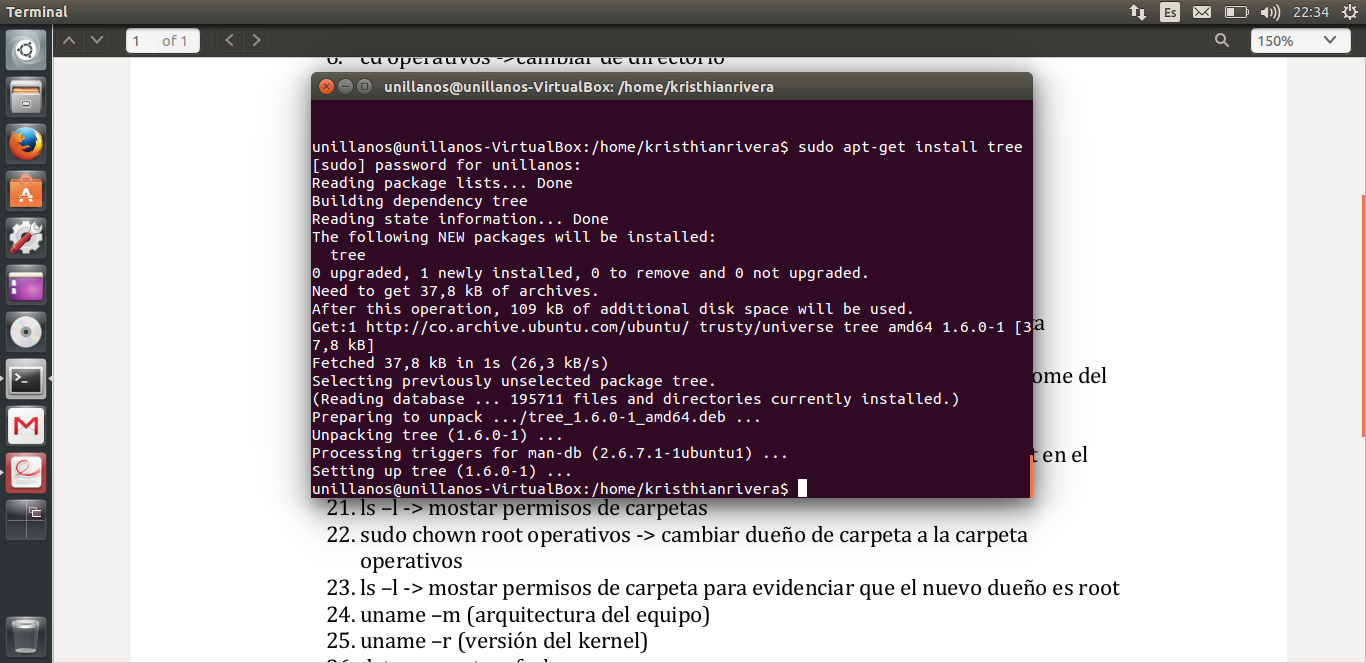 Terminal
Es
22:34
1 of 1
150%
cd operativos ->cambiar de directorio
unillanos@unillanos-VirtualBox: /home/kristhianrivera
unillanos@unillanos-VirtualBox:/home/kristhianrivera$ sudo apt-get install tree
[sudo] password for unillanos:
Reading package lists... Done
Building dependency tree
Reading state information... Done
The following NEW packages will be installed:
tree
0 upgraded, 1 newly installed, 0 to remove and 0 not upgraded.
Need to get 37,8 kB of archives.
After this operation, 109 kB of additional disk space will be used.
Get:1 http://co.archive.ubuntu.com/ubuntu/ trusty/universe tree amd64 1.6.0-1 [3
7,8 kB]
Fetched 37,8 kB in 1s (26,3 kB/s)
Selecting previously unselected package tree.
(Reading database ... 195711 files and directories currently installed.)
Preparing to unpack .../tree_1.6.0-1_amd64.deb ...
Unpacking tree (1.6.0-1) ...
Processing triggers for man-db (2.6.7.1-1ubuntu1) ...
Setting up tree (1.6.0-1) ...
unillanos@unillanos-VirtualBox:/home/kristhianrivera$
a
ome del
t en el
21. ls –l -> mostar permisos de carpetas
22. sudo chown root operativos -> cambiar dueño de carpeta a la carpeta
operativos
23. ls –l -> mostar permisos de carpeta para evidenciar que el nuevo dueño es root
24. uname –m (arquitectura del equipo)
25. uname –r (versión del kernel)